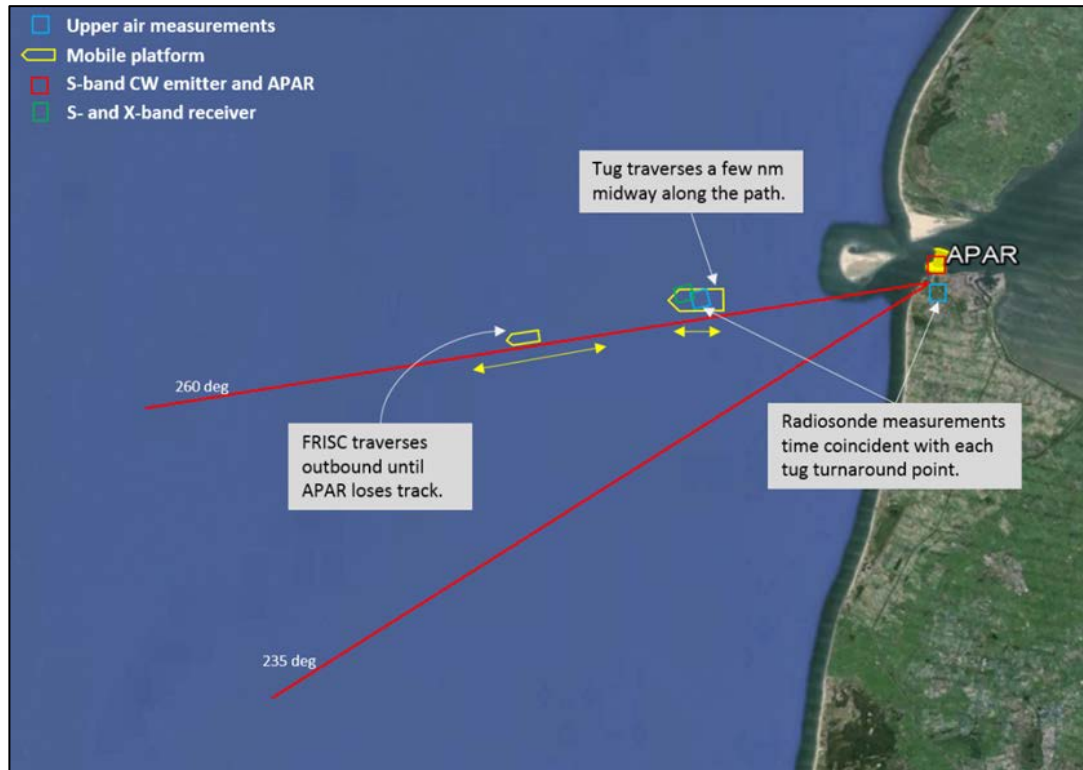 Upper air measurements
Mobile platform
S-band CW emitter and APAR
S- and X-band receiver
Tug traverses a few nm
midway along the path.
APAR
260 deg
FRISC traverses
outbound until
APAR loses track.
Radiosonde measurements
time coincident with each
tug turnaround point.
235 deg